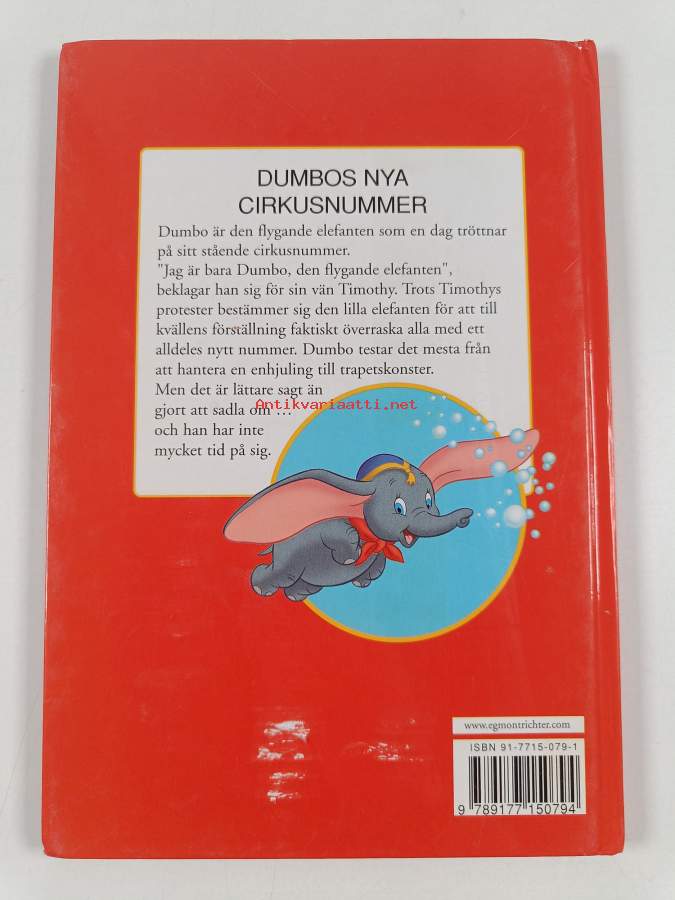 DUMBOS NYA
CIRKUSNUMMER
Dumbo är den flygande elefanten som en dag tröttnar
på sitt stående cirkusnummer.
"Jag är bara Dumbo, den flygande elefanten",
beklagar han sig för sin vän Timothy. Trots Timothys
protester bestämmer sig den lilla elefanten för att till
kvällens förställning faktiskt överraska alla med ett
alldeles nytt nummer. Dumbo testar det mesta från
att hantera en enhjuling till trapetskonster.
Men det är lättare sagt än
gjort att sadla om ...
Antikvariaatti.net
och han har inte
mycket tid på sig.
www.egmontrichter.com
ISBN 91-7715-079-1
9 789177 150794